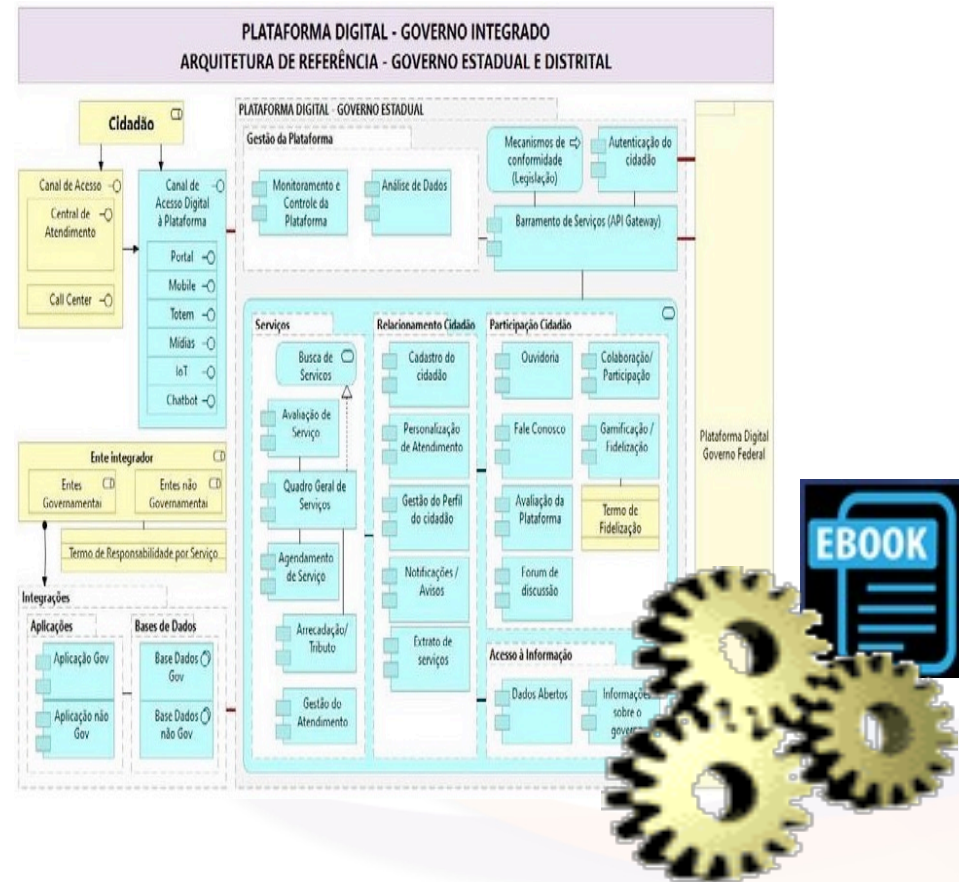 PLATAFORMA DIGITAL - GOVERNO INTEGRADO
ARQUITETURA DE REFERÊNCIA - GOVERNO ESTADUAL E DISTRITAL
Cidadão
Canal de Acesso
Central de
Atendimento
Call Center
Canal de
Acesso Digital
à Plataforma
Portal
Mobile
Totem
Mídias
IoT
Chatbot
Ente integrador
Entes
Governamentai
Entes não
Governamentai
Termo de Responsabilidade por Serviço
Integrações
Aplicações
Aplicação Gov
Aplicação não
Gov
Bases de Dados
Base Dados
Gov
Base Dados
não Gov
PLATAFORMA DIGITAL - GOVERNO ESTADUAL
Gestão da Plataforma
Monitoramento e
Controle da
Plataforma
Análise de Dados
Mecanismos de
conformidade
(Legislação)
Autenticação do
cidadão
Barramento de Serviços (API Gateway)
Serviços
Busca de
Servicos
Avaliação de
Serviço
Quadro Geral de
Serviços
Agendamento
de Serviço
Arrecadação/
Tributo
Gestão do
Atendimento
Relacionamento Cidadão
Cadastro do
cidadão
Personalização
de Atendimento
Gestão do Perfil
do cidadão
Notificações /
Avisos
Extrato de
serviços
Participação Cidadão
Ouvidoria
Colaboração/
Participação
Fale Conosco
Gamificação /
Fidelização
Avaliação da
Plataforma
Termo de
Fidelização
Forum de
discussão
Acesso à Informação
Dados Abertos
Informações
sobre o
Plataforma Digital
Governo Federal
EBOOK